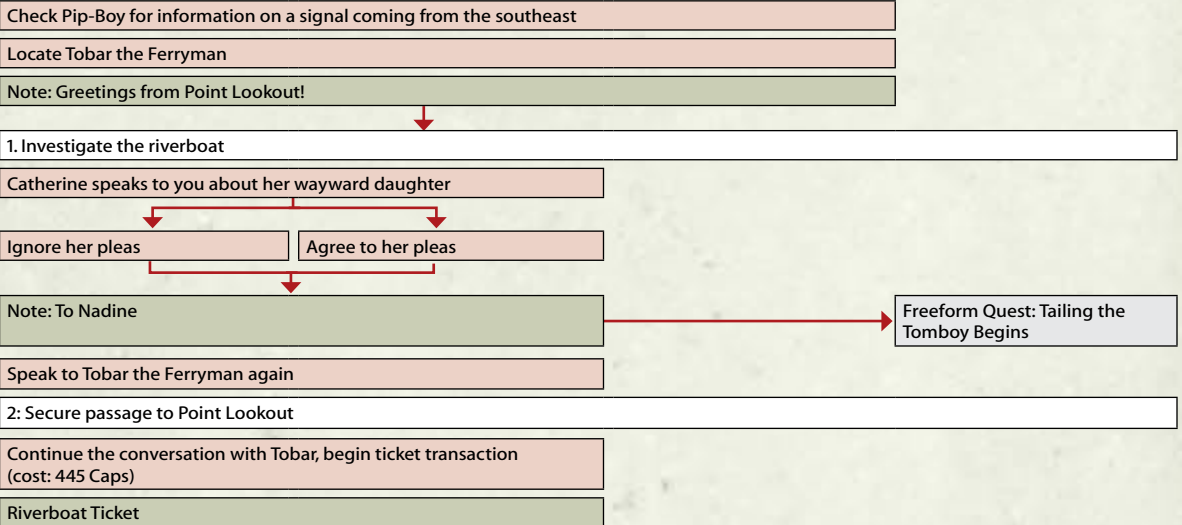 Check Pip-Boy for information on a signal coming from the southeast
Locate Tobar the Ferryman
Note: Greetings from Point Lookout!
1. Investigate the riverboat
Catherine speaks to you about her wayward daughter
Ignore her pleas
Agree to her pleas
Note: To Nadine
Freeform Quest: Tailing the
Tomboy Begins
Speak to Tobar the Ferryman again
2: Secure passage to Point Lookout
Continue the conversation with Tobar, begin ticket transaction
(cost: 445 Caps)
Riverboat Ticket